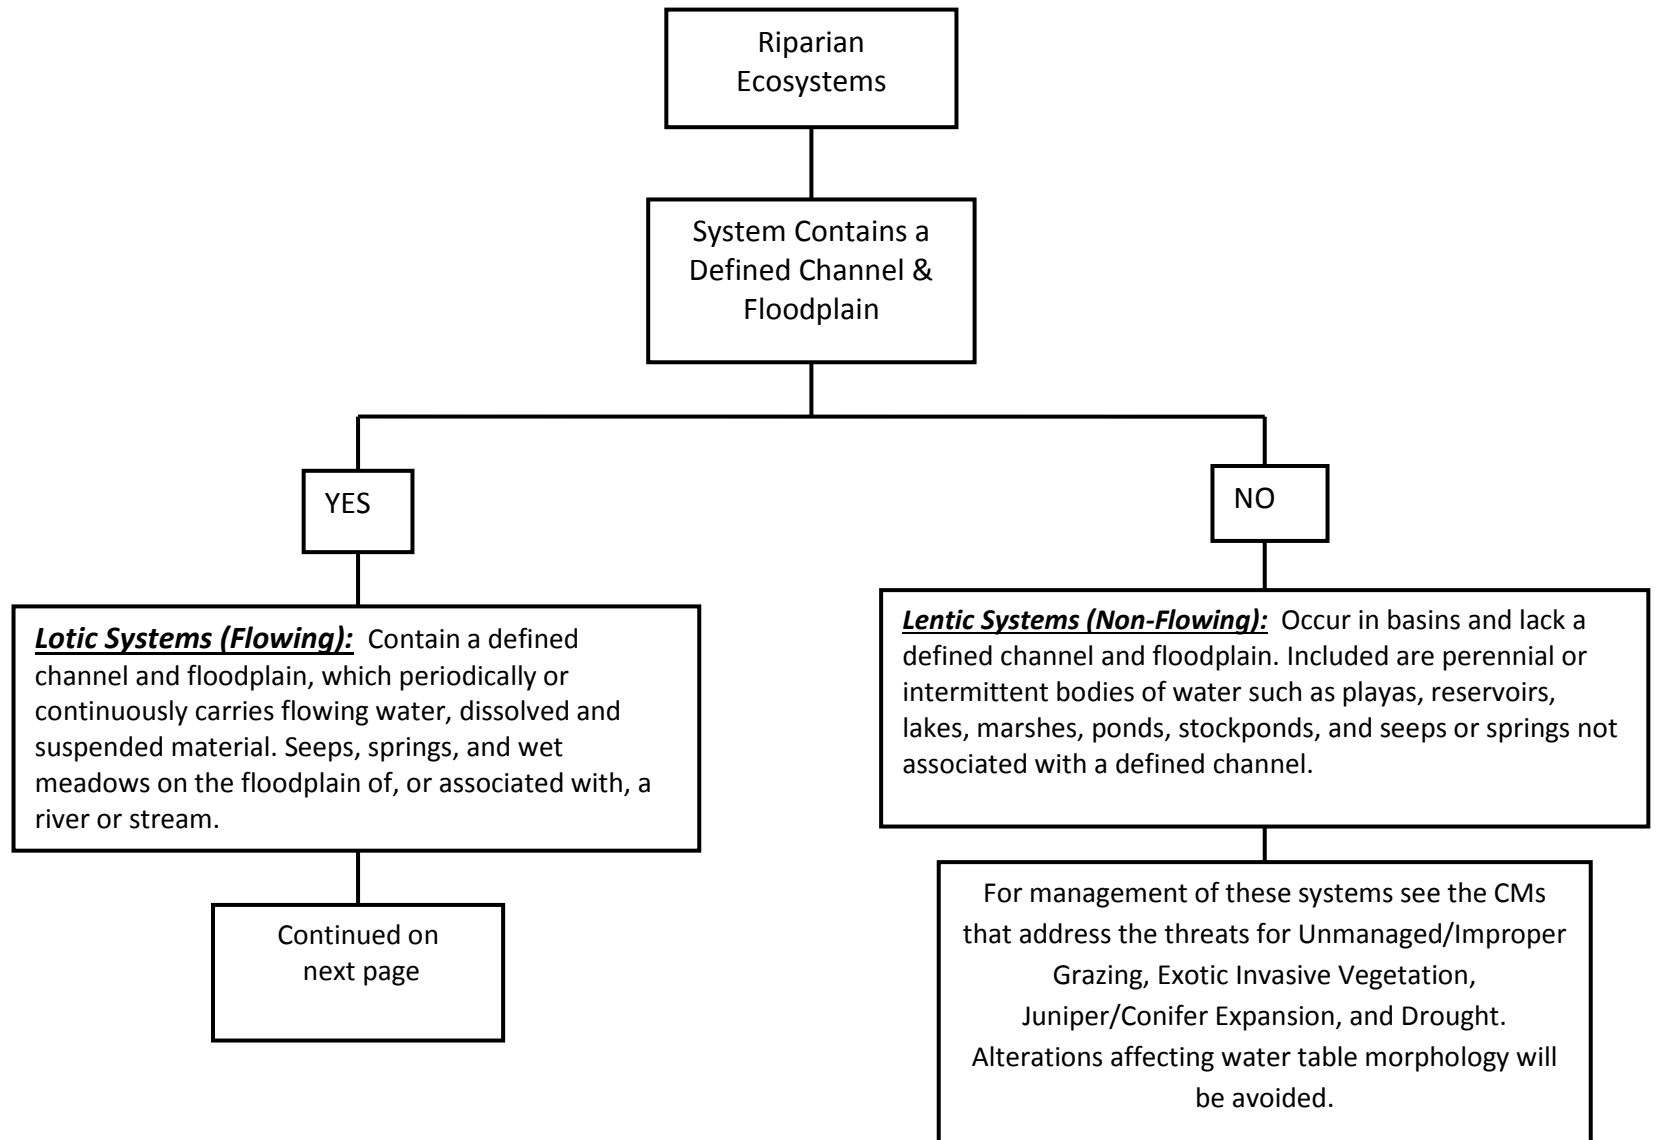 Riparian
Ecosystems
System Contains a
Defined Channel &
Floodplain
YES
NO
Lotic Systems (Flowing): Contain a defined
channel and floodplain, which periodically or
continuously carries flowing water, dissolved and
suspended material. Seeps, springs, and wet
meadows on the floodplain of, or associated with, a
river or stream.
Lentic Systems (Non-Flowing): Occur in basins and lack a
defined channel and floodplain. Included are perennial or
intermittent bodies of water such as playas, reservoirs,
lakes, marshes, ponds, stockponds, and seeps or springs not
associated with a defined channel.
Continued on
next page
For management of these systems see the CMs
that address the threats for Unmanaged/Improper
Grazing, Exotic Invasive Vegetation,
Juniper/Conifer Expansion, and Drought.
Alterations affecting water table morphology will
be avoided.